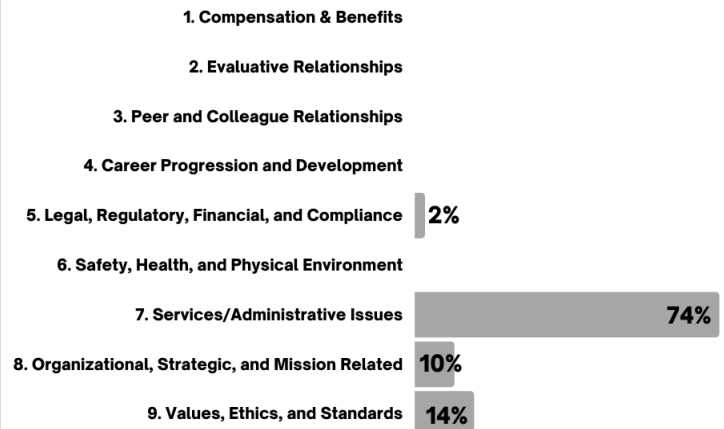 1. Compensation & Benefits
2. Evaluative Relationships
3. Peer and Colleague Relationships
4. Career Progression and Development
5. Legal, Regulatory, Financial, and Compliance 2%
6. Safety, Health, and Physical Environment
7. Services/Administrative Issues 74%
8. Organizational, Strategic, and Mission Related 10%
9. Values, Ethics, and Standards 14%